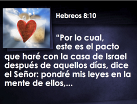 Hebreos 8:10
"Por lo cual,
este es el pacto
que haré con la casa de Israel
después de aquellos días, dice
el Señor: pondré mis leyes en la
mente de ellos,...